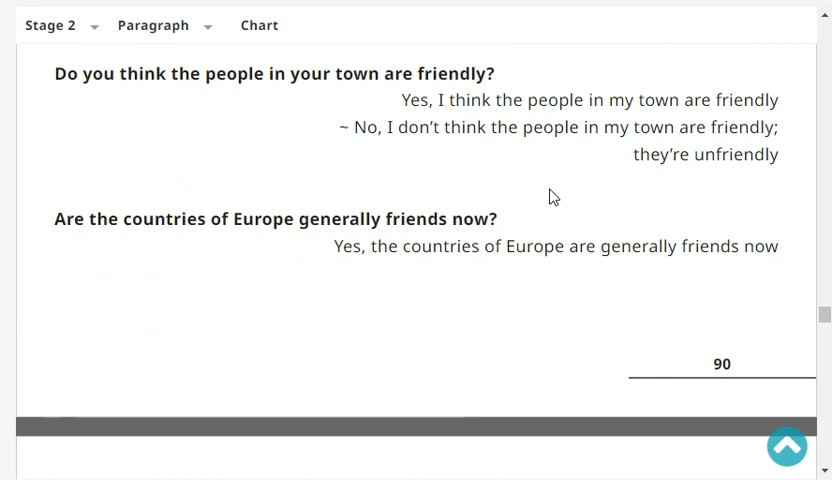 Stage 2 Paragraph Chart
Do you think the people in your town are friendly?
Yes, I think the people in my town are friendly
~ No, I don’t think the people in my town are friendly;
they’re unfriendly
Are the countries of Europe generally friends now?
Yes, the countries of Europe are generally friends now
90